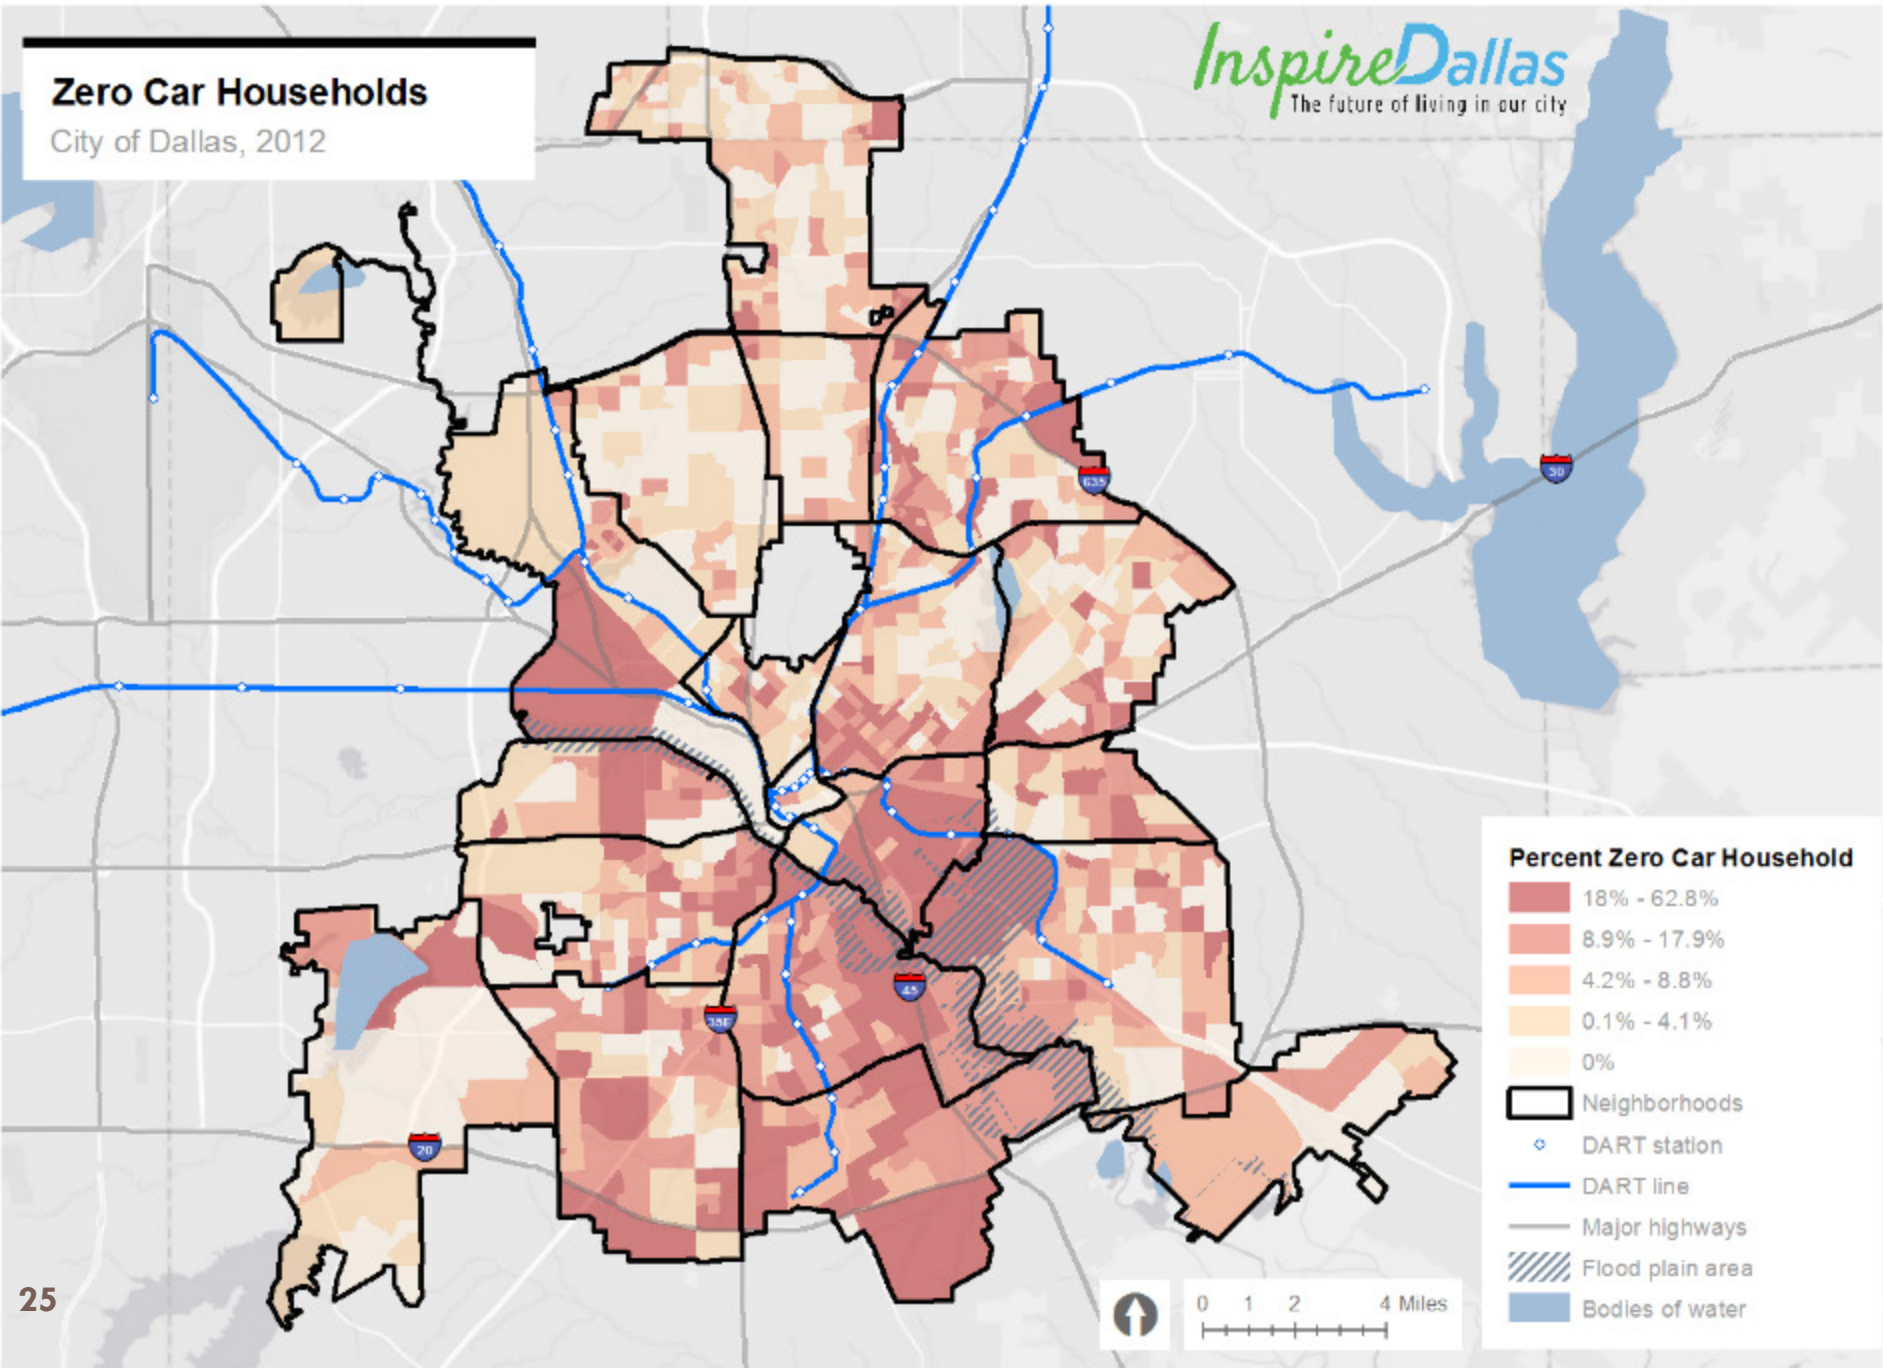 Zero Car Households
City of Dallas, 2012
InspireDallas
The future of living in our city
635
30
45
35E
20
Percent Zero Car Household
18% - 62.8%
8.9% - 17.9%
4.2% - 8.8%
0.1% - 4.1%
0%
Neighborhoods
DART station
DART line
Major highways
Flood plain area
Bodies of water
0 1 2 4 Miles
25